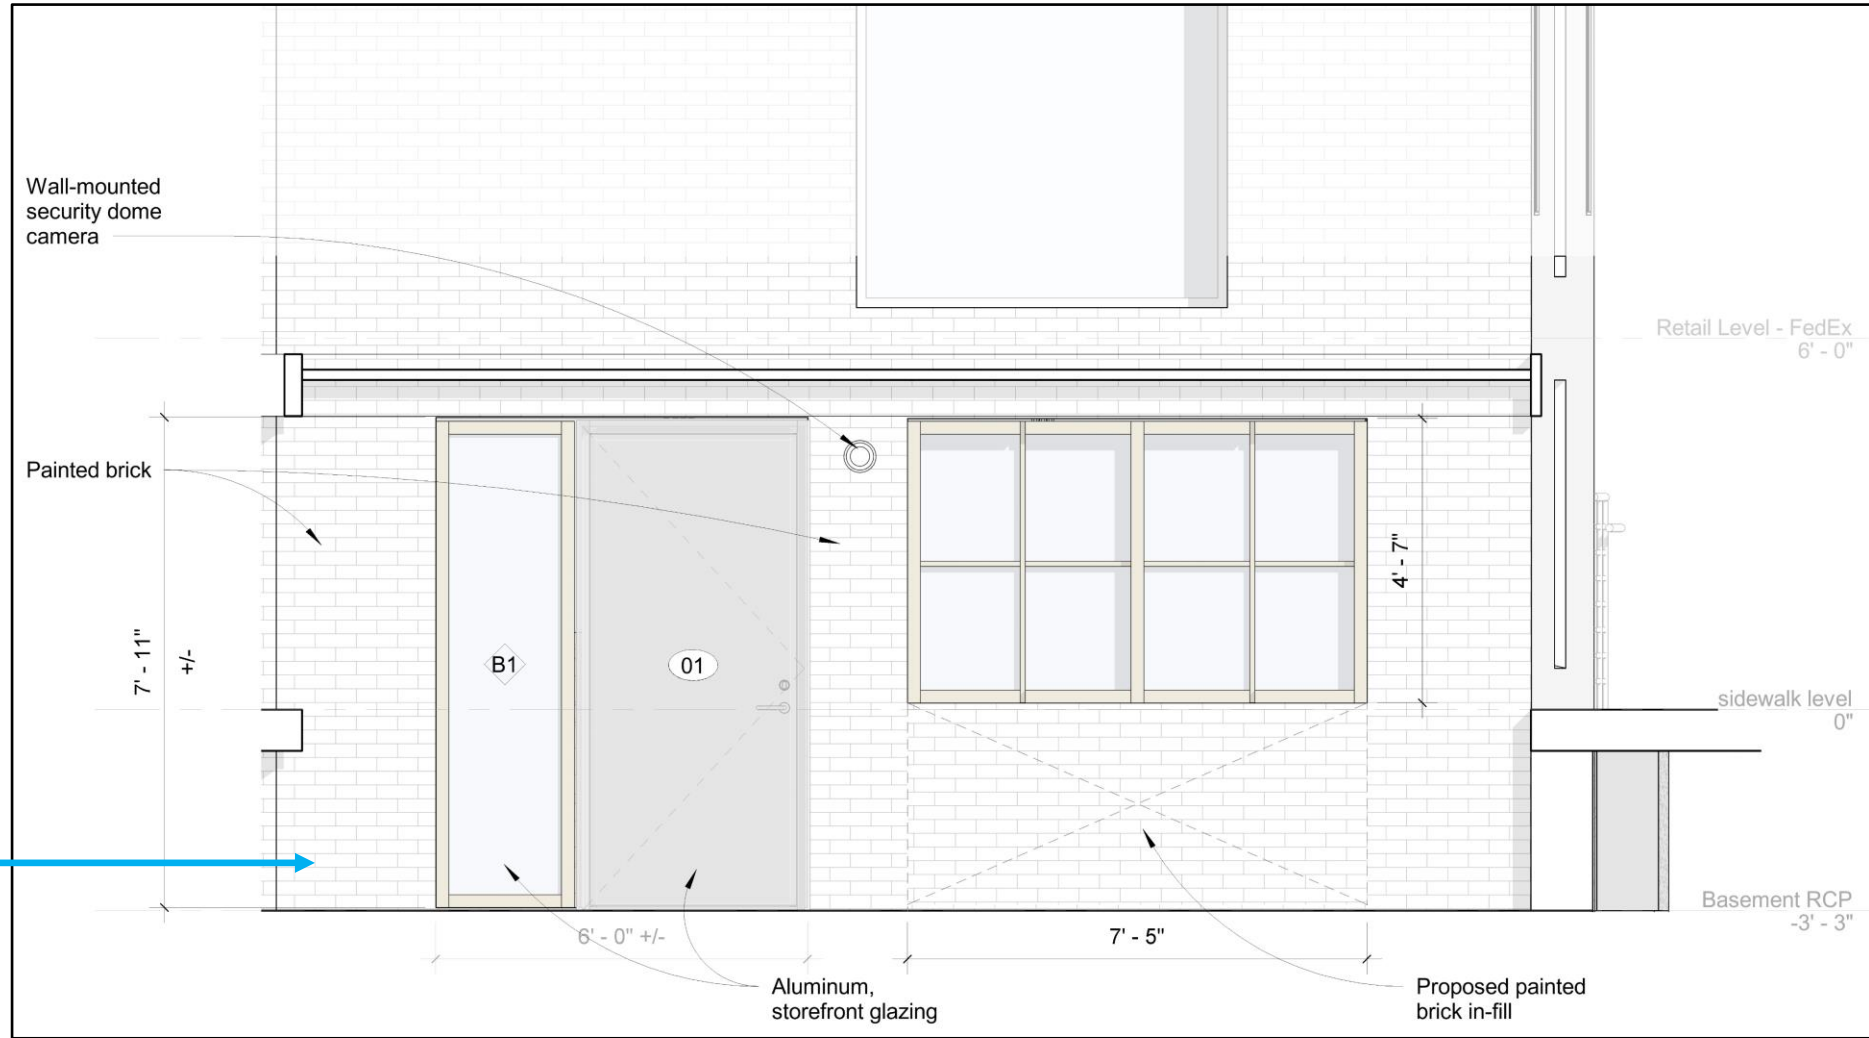 Wall-mounted
security dome
camera
Retail Level - FedEx
6' - 0"
Painted brick
4' - 7"
7' - 11"
+/-
B1
01
sidewalk level
0"
Basement RCP
-3' - 3"
6' - 0" +/-
7' - 5"
Aluminum,
storefront glazing
Proposed painted
brick in-fill